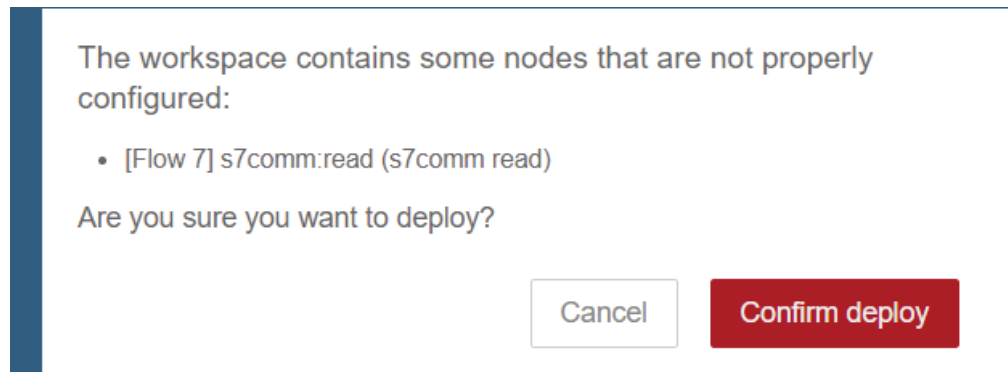 The workspace contains some nodes that are not properly
configured:
• [Flow 7] s7comm:read (s7comm read)
Are you sure you want to deploy?
Cancel
Confirm deploy